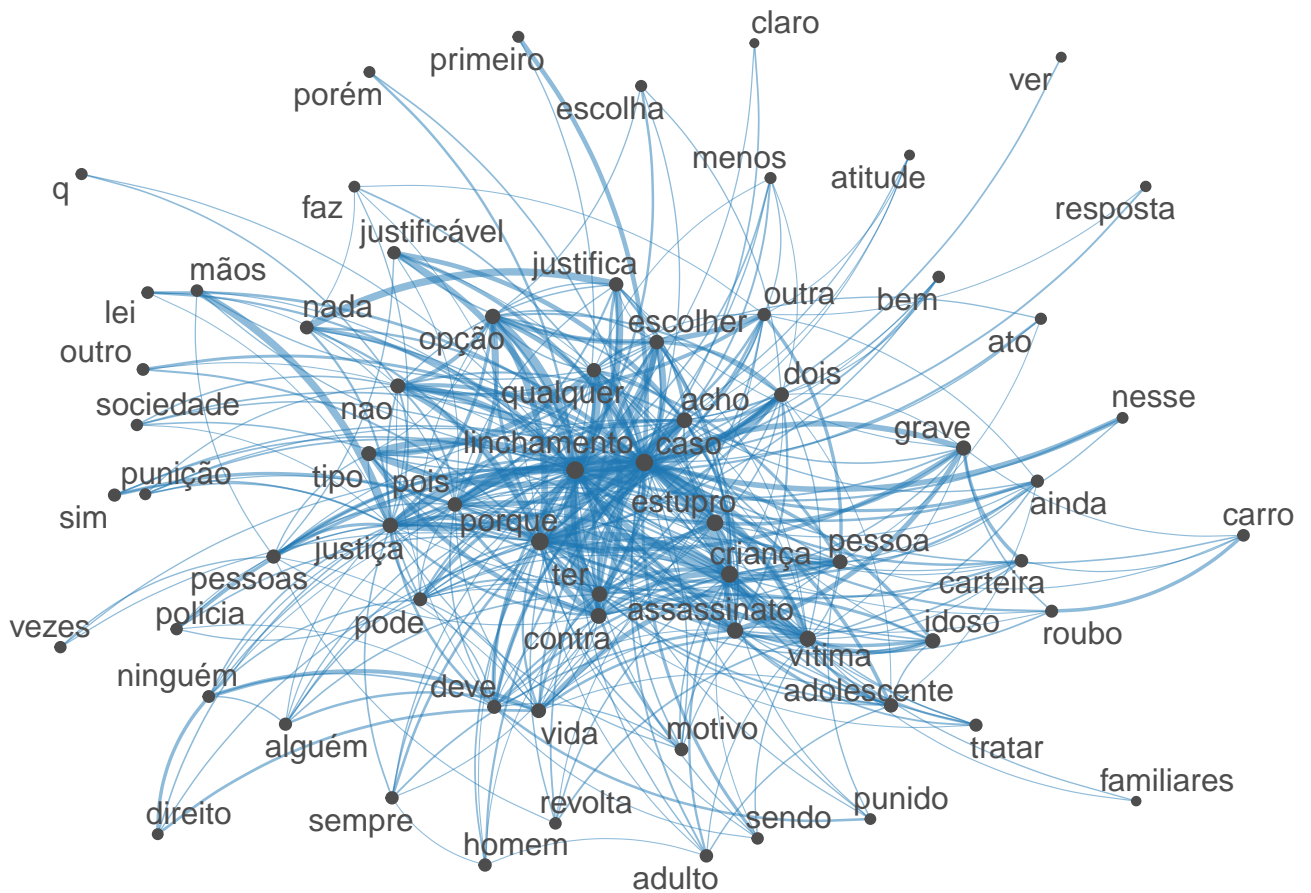 claro
primeiro
ver
porém
escolha
menos
atitude
q
faz
resposta
justificável
mãos
justifica
lei
nada
outra
bem
opção
escolher
ato
outro
dois
qualquer
nesse
sociedade
nao
acho
grave
linchamento
caso
punição
tipo
pois
sim
estupro
ainda
carro
porque
justiça
pessoa
criança
pessoas
ter
carteira
policia
assassinato
vezes
pode
contra
idoso
roubo
vítima
ninguém
deve
adolescente
vida
motivo
alguém
tratar
familiares
direito
sempre
revolta
punido
sendo
homem
adulto